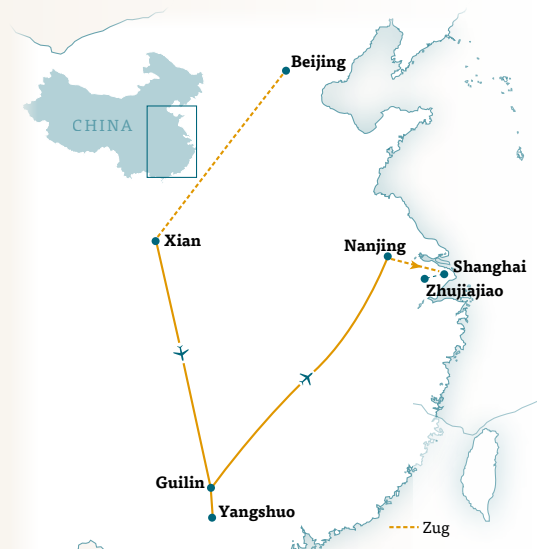 Beijing
CHINA
Xian
Nanjing
Shanghai
Zhujiajiao
Guilin
Yangshuo
Zug